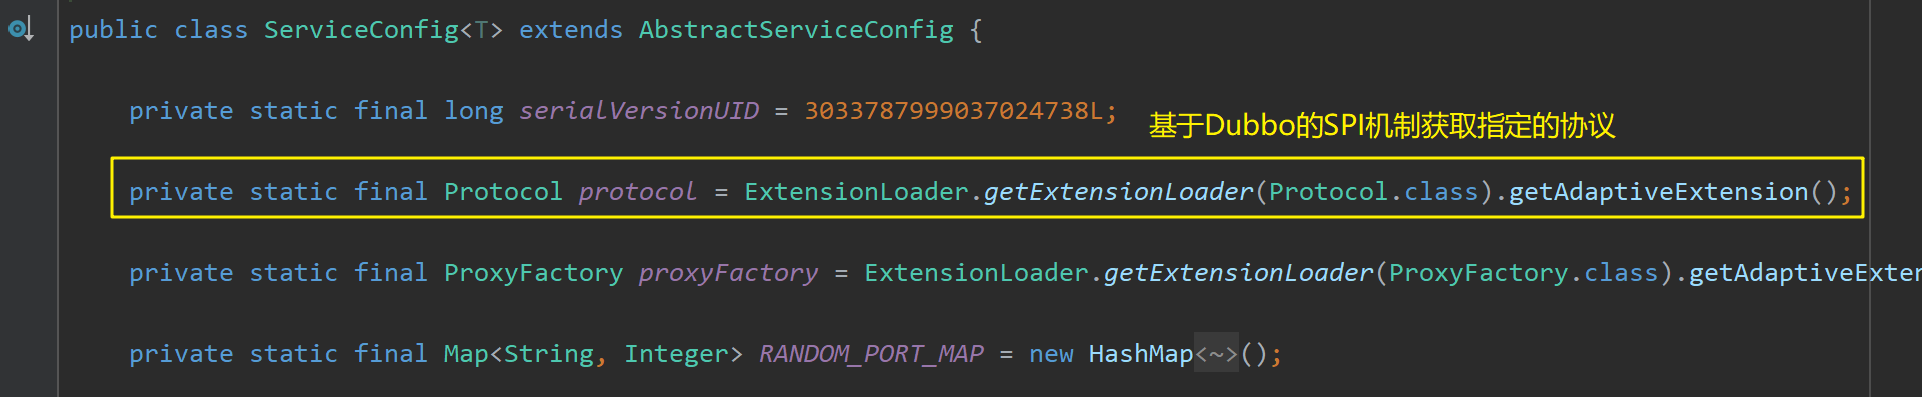 public class ServiceConfig<T> extends AbstractServiceConfig {
private static final long serialVersionUID = 3033787999037024738L;
基于Dubbo的SPI机制获取指定的协议
private static final Protocol protocol = ExtensionLoader.getExtensionLoader(Protocol.class).getAdaptiveExtension();
private static final ProxyFactory proxyFactory = ExtensionLoader.getExtensionLoader(ProxyFactory.class).getAdaptiveExten
private static final Map<String, Integer> RANDOM_PORT_MAP = new HashMap<~>();